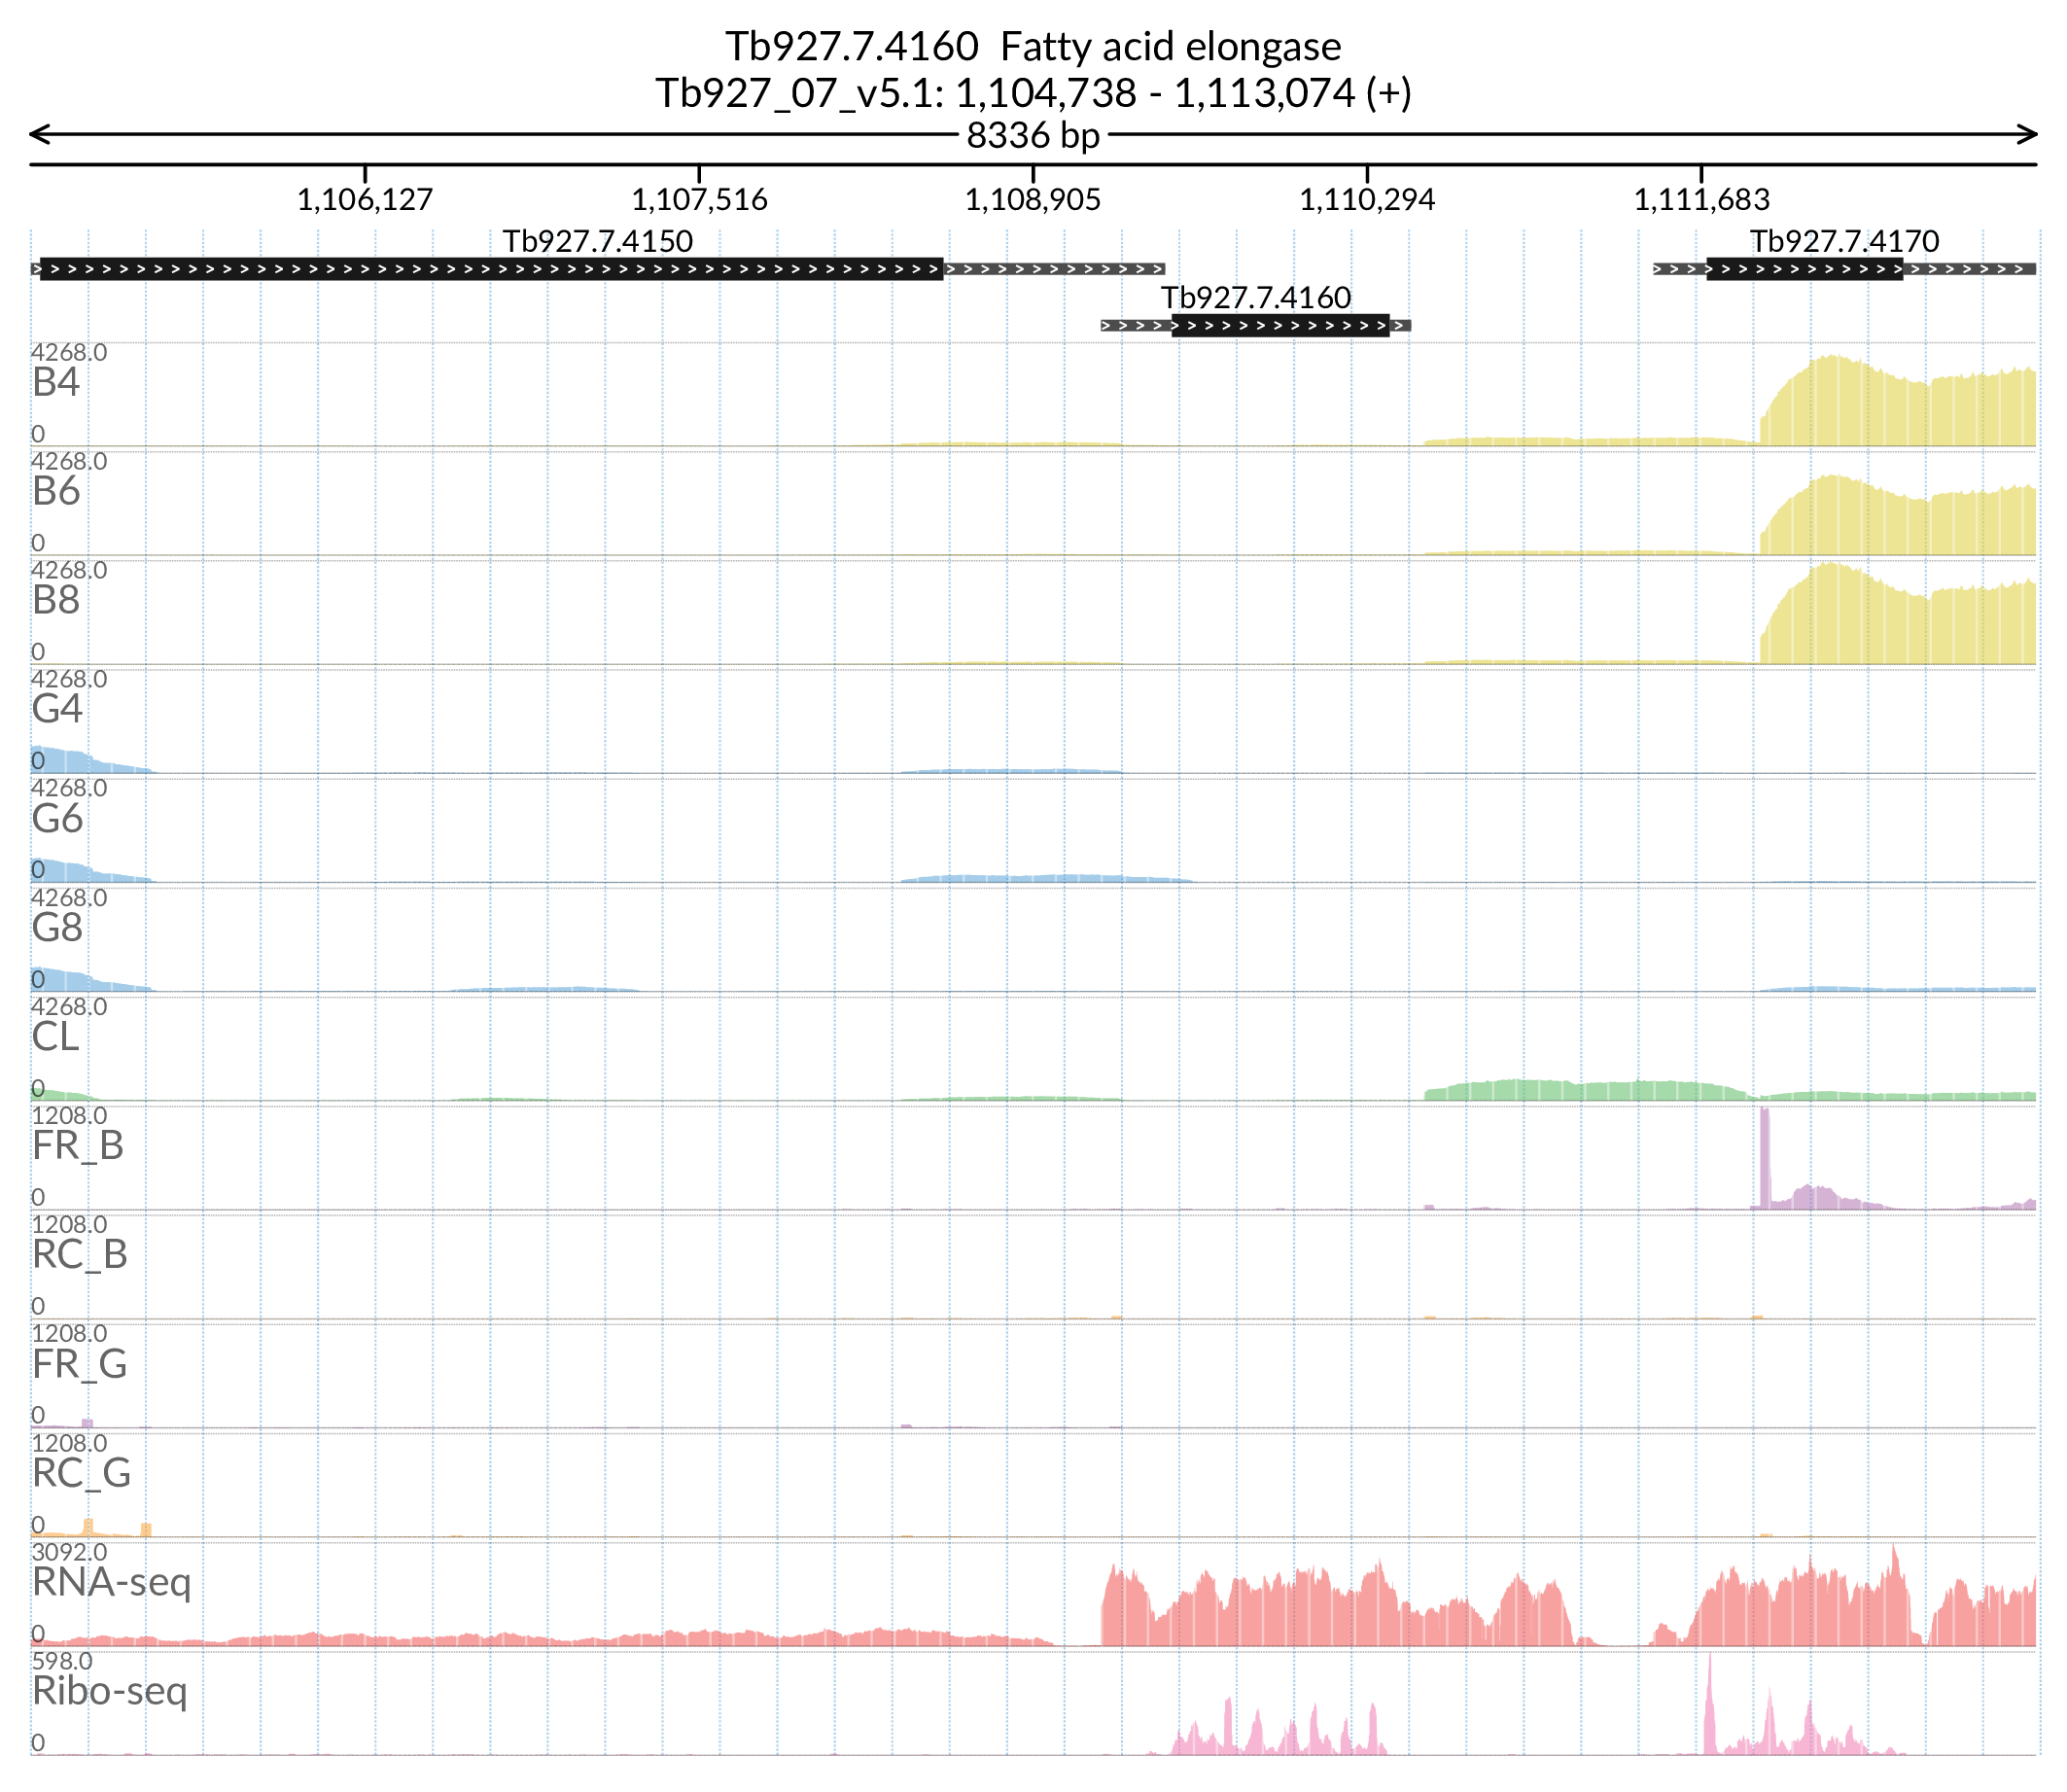 Tb927.7.4160  Fatty acid elongase
Tb927_07_v5.1: 1,104,738 - 1,113,074 (+)
8336 bp
1,106,127 1,107,516 1,108,905 1,110,294 1,111,683
Tb927.7.4150 Tb927.7.4170
Tb927.7.4160
4268.0
B4
0
4268.0
B6
0
4268.0
B8
0
4268.0
G4
0
4268.0
G6
0
4268.0
G8
0
4268.0
CL
0
1208.0
FR_B
0
1208.0
RC_B
0
1208.0
FR_G
0
1208.0
RC_G
0
3092.0
RNA-seq
0
598.0
Ribo-seq
0